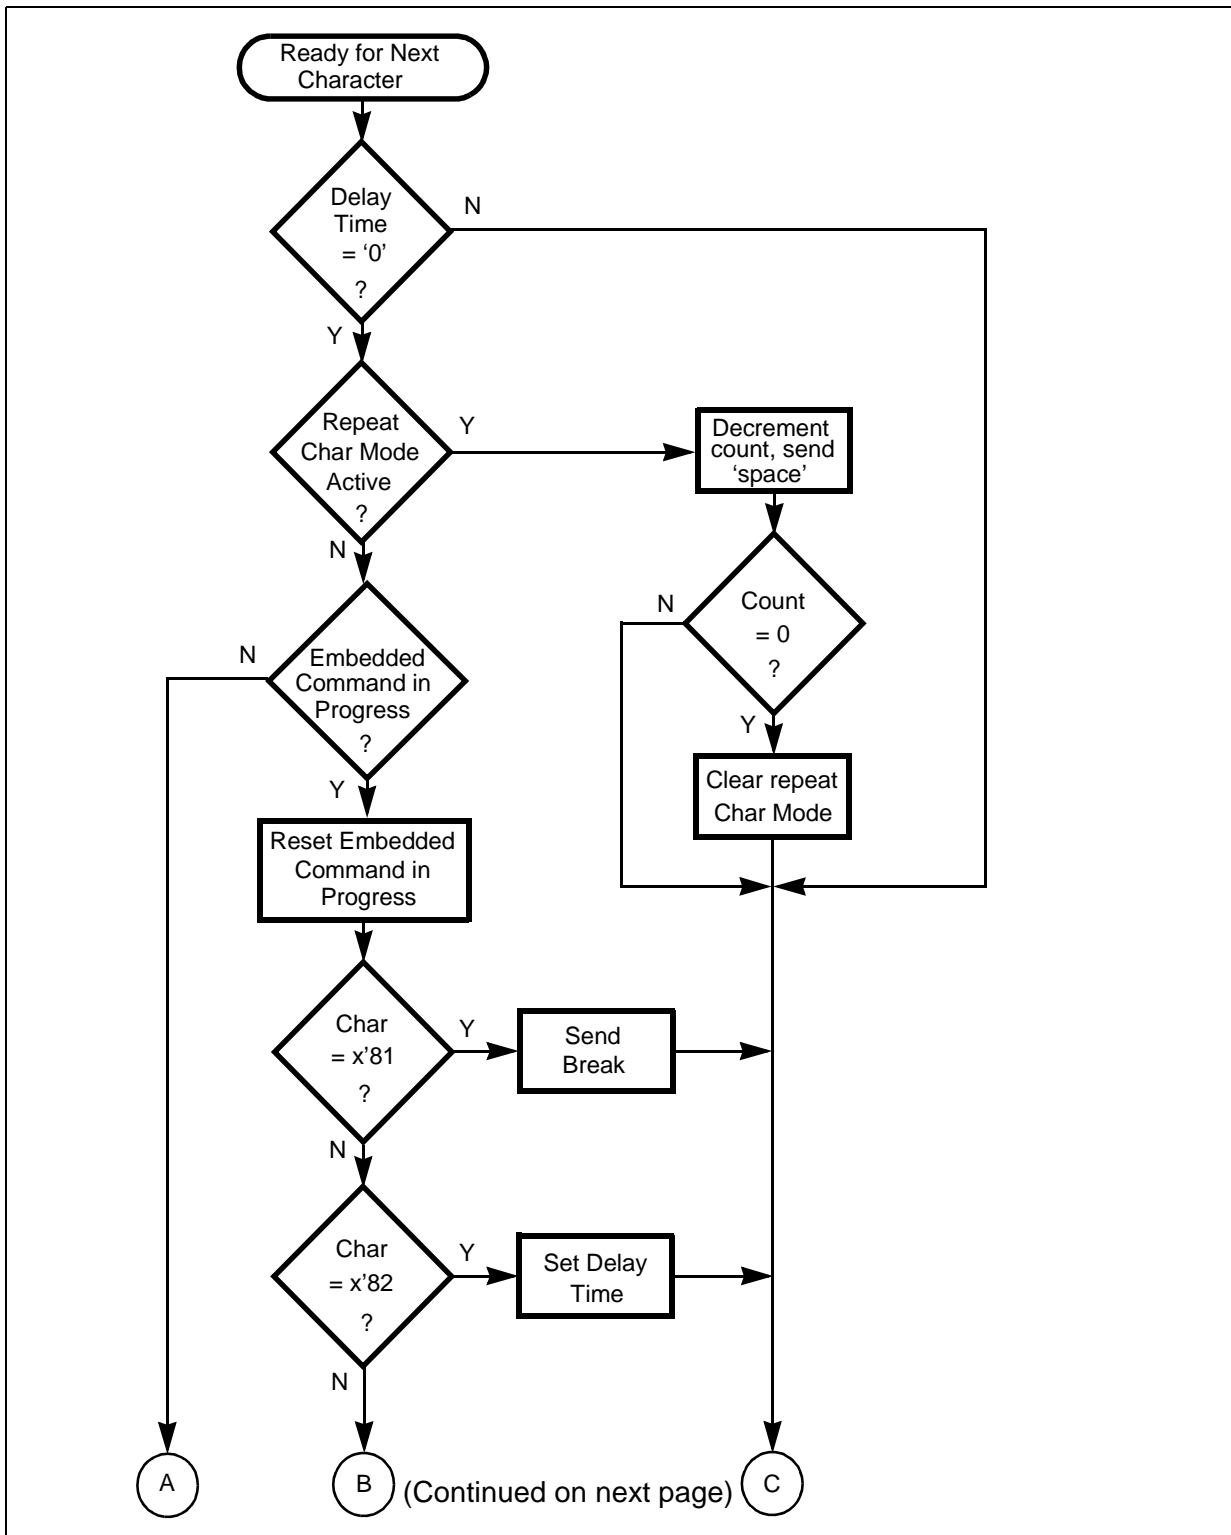 Ready for Next
Character
Delay
Time
= ‘0’
?
N
Y
Repeat
Char Mode
Active
?
Y
Decrement
count, send
‘space’
N
Count
= 0
?
N
Y
Embedded
Command in
Progress
?
N
Clear repeat
Char Mode
Y
Reset Embedded
Command in
Progress
Char
= x’81
?
Y
Send
Break
N
Char
= x’82
?
Y
Set Delay
Time
N
A
B
(Continued on next page)
C